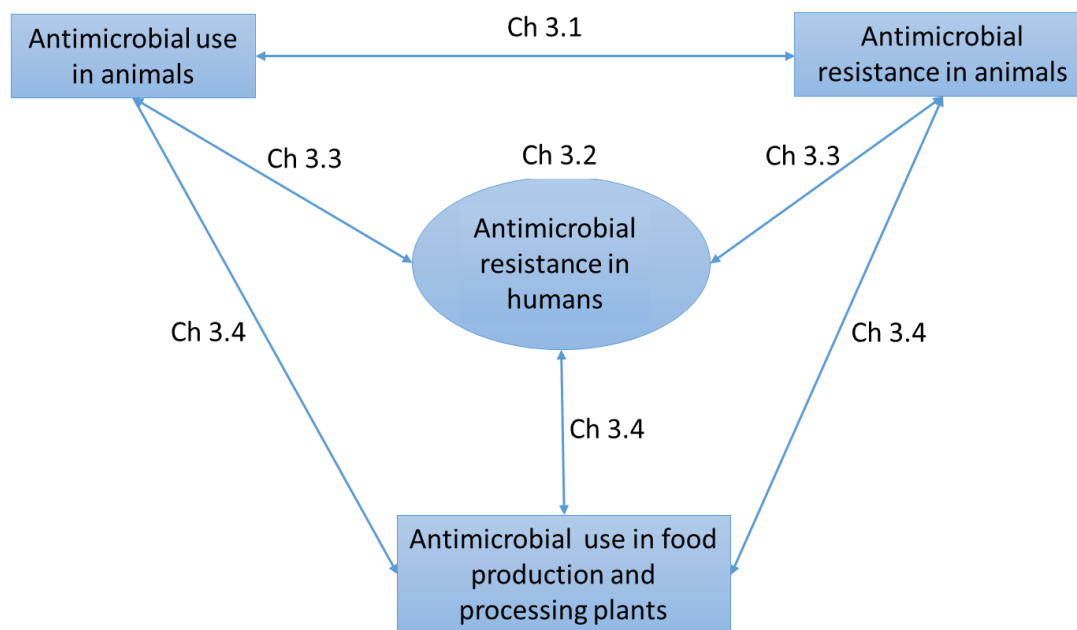 Antimicrobial use
in animals
Ch 3.1
Antimicrobial
resistance in animals
Ch 3.3
Ch 3.2
Ch 3.3
Antimicrobial
resistance in
humans
Ch 3.4
Ch 3.4
Ch 3.4
Antimicrobial use in food
production and
processing plants